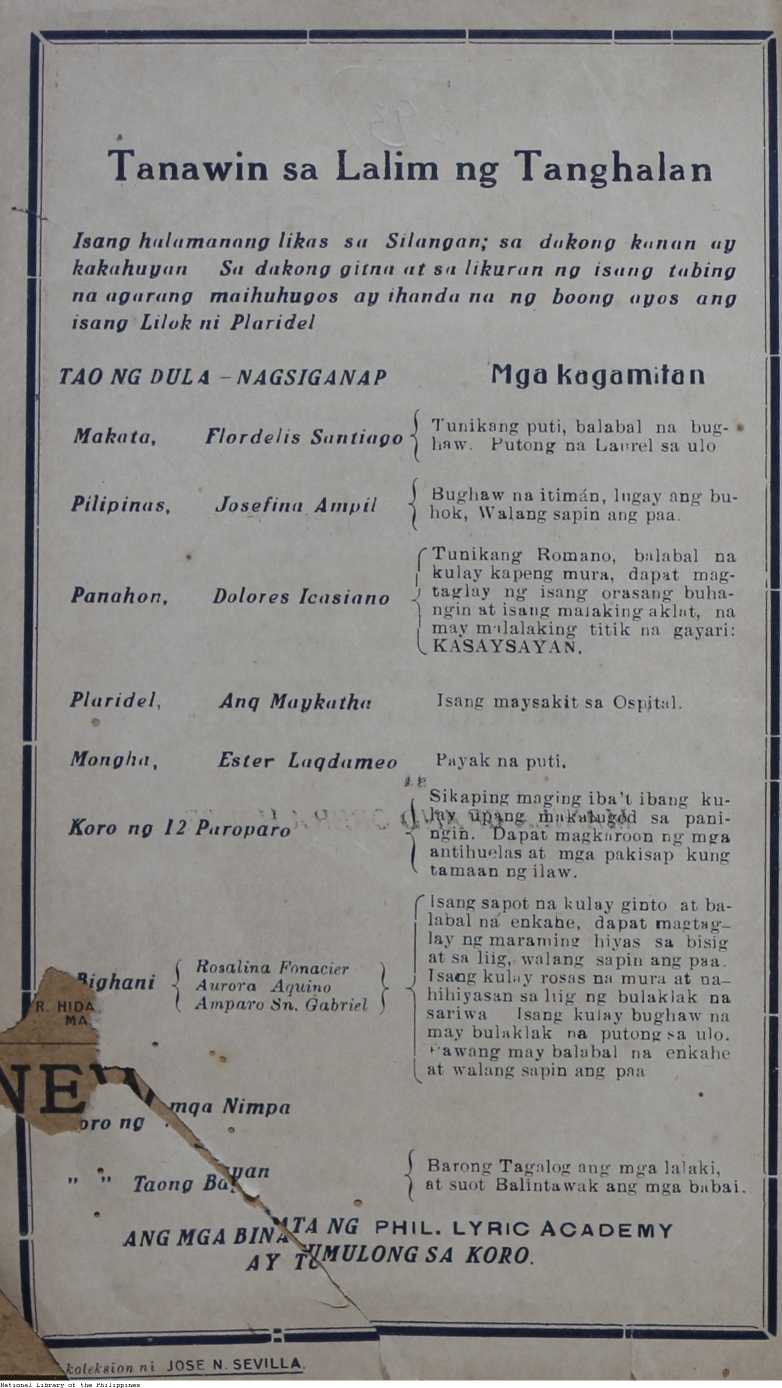 Tanawin sa Lalim ng Tanghalan
Isang halamanang likas sa Silangan; sa dakong kanan ay
kakahuyan Sa dakong gitna at sa likuran ng isang tabing
na agarang maihuhugos ay ihanda na ng boong ayos ang
isang Lilok ni Plaridel
TAO NG DULA – NAGSIGANAP Mga kagamitan
Makata, Flordelis Santiago Tunikang puti, balabal na bug-
haw. Putong na Laurel sa ulo
Pilipinas, Josefina Ampil Bughaw na itimán, lugay ang bu-
hok, Walang sapin ang paa.
Panahon, Dolores Icasiano Tunikang Romano, balabal na
kulay kapeng mura, dapat mag-
taglay ng isang orasang buha-
ngin at isang malaking aklat, na
may malalaking titik na gayari:
KASAYSAYAN.
Plaridel, Ang Maykatha Isang maysakit sa Ospital.
Mongha, Ester Lagdameo Payak na puti.
Koro ng 12 Paroparo Sikaping maging iba't ibang ku-
lay upang makalugod sa pani-
ngin. Dapat magkaroon ng mga
antihuelas at mga pakisap kung
tamaan ng ilaw.
Bighani Rosalina Fonacier
Aurora Aquino
Amparo Sn. Gabriel
Isang sapot na kulay ginto at ba-
labal na enkahe, dapat magtag-
lay ng maraming hiyas sa bisig
at sa liig, walang sapin ang paa.
Isang kulay rosas na mura at na-
hihiyasan sa liig ng bulaklak na
sariwa Isang kulay bughaw na
may bulaklak na putong sa ulo.
Pawang may balabal na enkahe
at walang sapin ang paa
R. HIDA
MA
NEW
oro ng mga Nimpa
" " Taong Bayan Barong Tagalog ang mga lalaki,
at suot Balintawak ang mga babai.
ANG MGA BINATA NG PHIL. LYRIC ACADEMY
AY TUMULONG SA KORO.
koleksion ni JOSE N. SEVILLA.
National Library of the Philippines